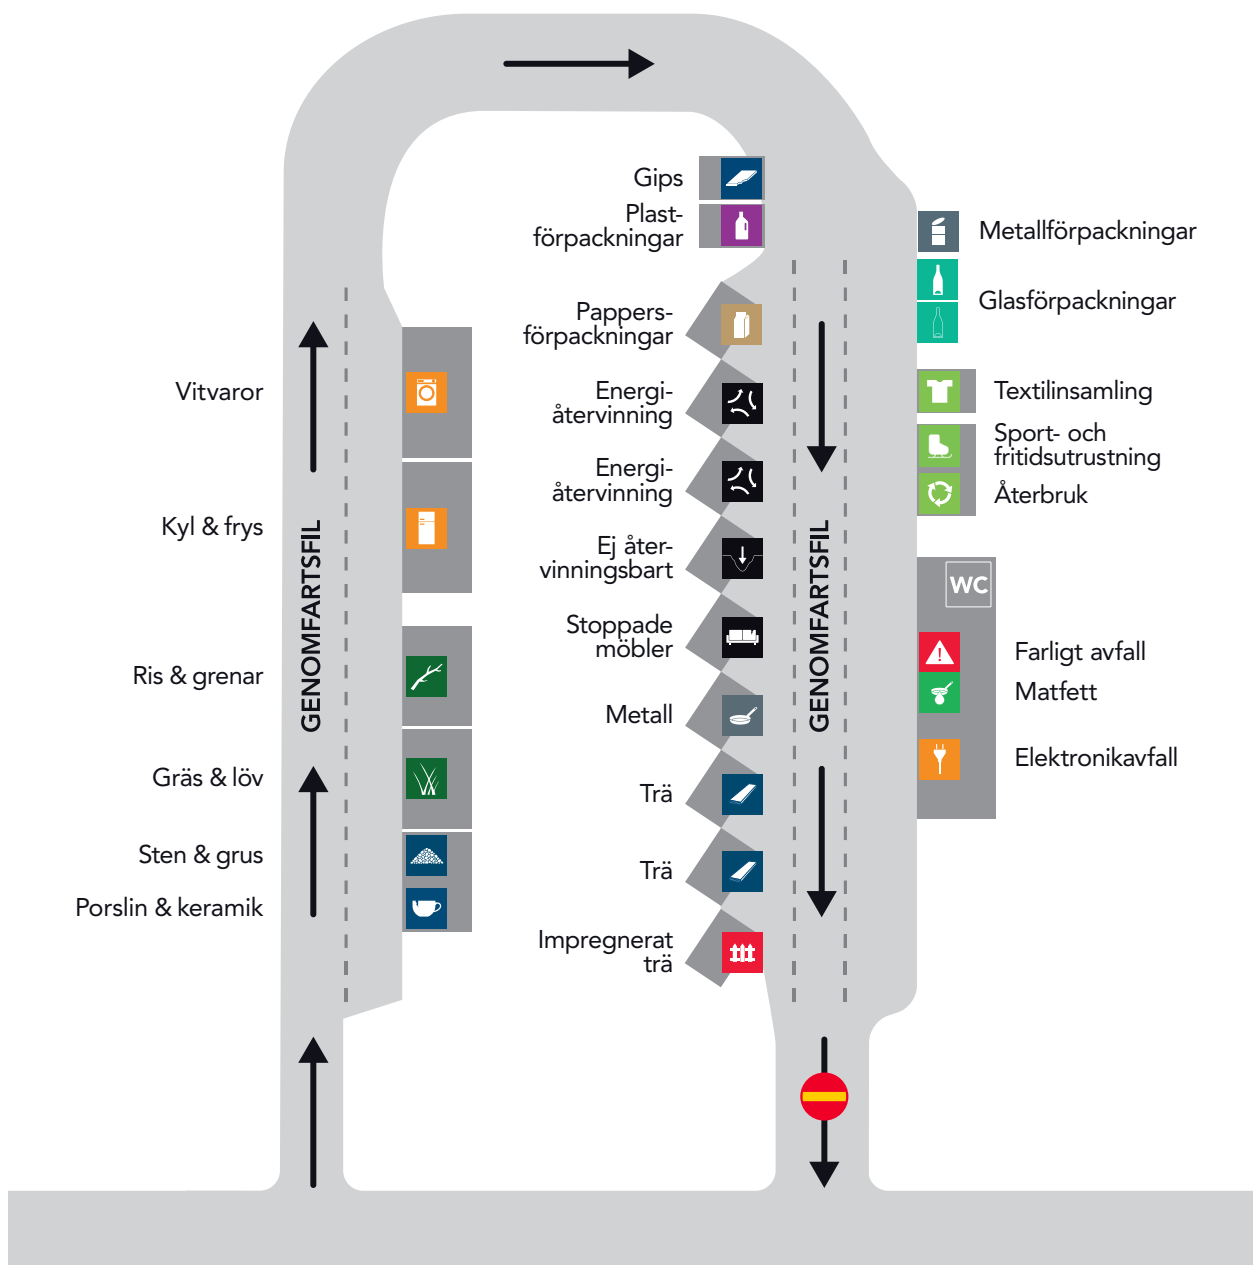 Vitvaror
Kyl & frys
Ris & grenar
Gräs & löv
Sten & grus
Porslin & keramik
GENOMFARTSFIL
Gips
Plast-
förpackningar
Pappers-
förpackningar
Energi-
återvinning
Energi-
återvinning
Ej åter-
vinningsbart
Stoppade
möbler
Metall
Trä
Trä
Impregnerat
trä
GENOMFARTSFIL
Metallförpackningar
Glasförpackningar
Textilinsamling
Sport- och
fritidsutrustning
Återbruk
WC
Farligt avfall
Matfett
Elektronikavfall